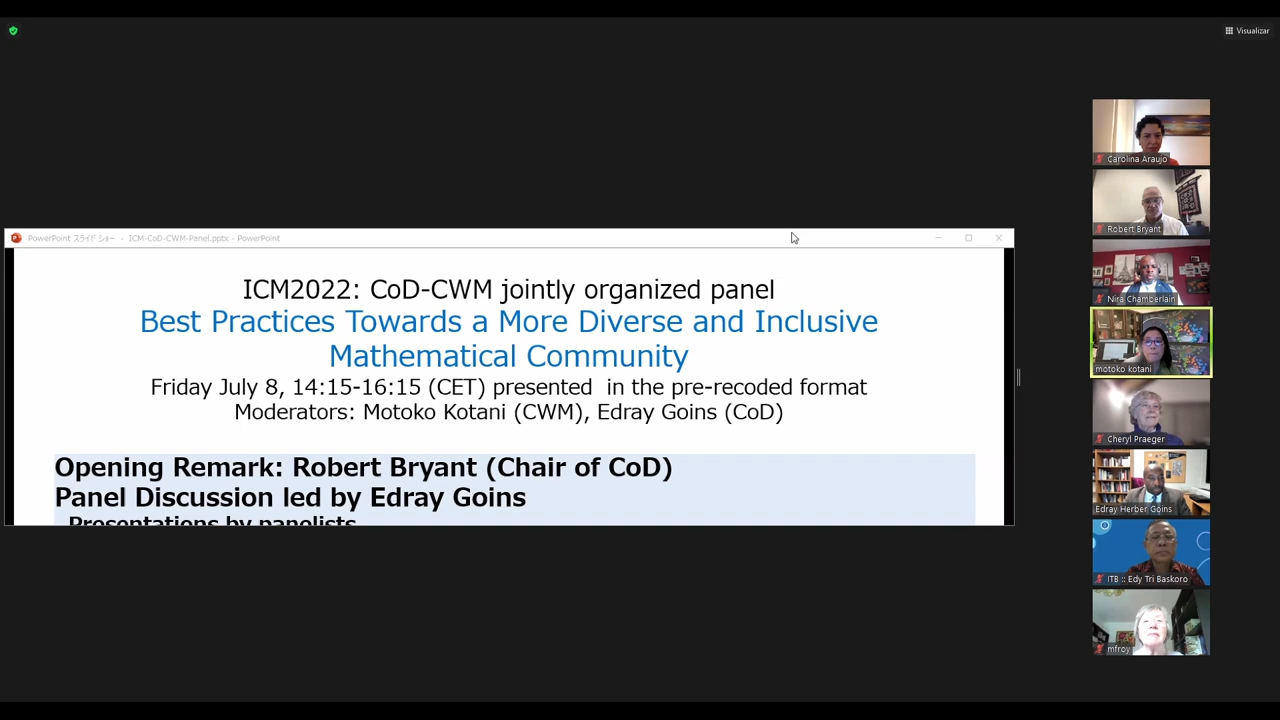 Visualizar
PowerPoint スライド ショー - ICM-CoD-CWM-Panel.pptx - PowerPoint
ICM2022: CoD-CWM jointly organized panel
Best Practices Towards a More Diverse and Inclusive
Mathematical Community
Friday July 8, 14:15-16:15 (CET) presented in the pre-recoded format
Moderators: Motoko Kotani (CWM), Edray Goins (CoD)
Opening Remark: Robert Bryant (Chair of CoD)
Panel Discussion led by Edray Goins
Presentations by panelists
Carolina Araujo
Robert Bryant
Nira Chamberlain
motoko kotani
Cheryl Praeger
Edray Herber Goins
ITB :: Edy Tri Baskoro
mfroy